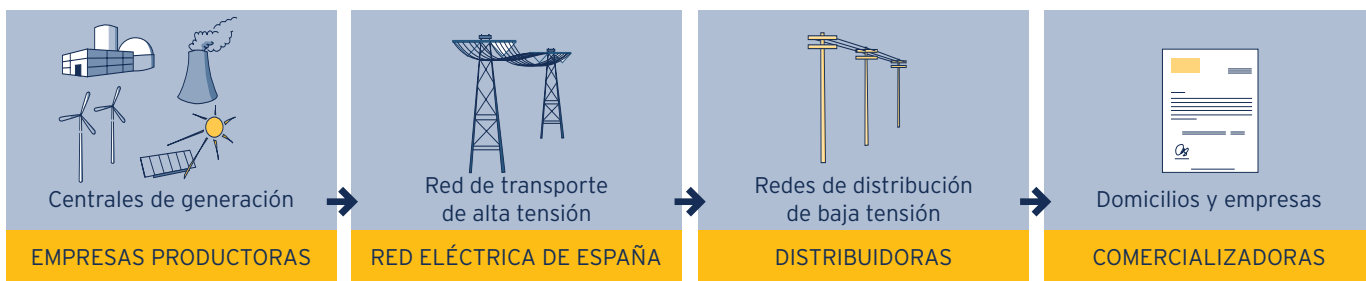 Centrales de generación
EMPRESAS PRODUCTORAS
Red de transporte
de alta tensión
RED ELÉCTRICA DE ESPAÑA
Redes de distribución
de baja tensión
DISTRIBUIDORAS
Domicilios y empresas
COMERCIALIZADORAS